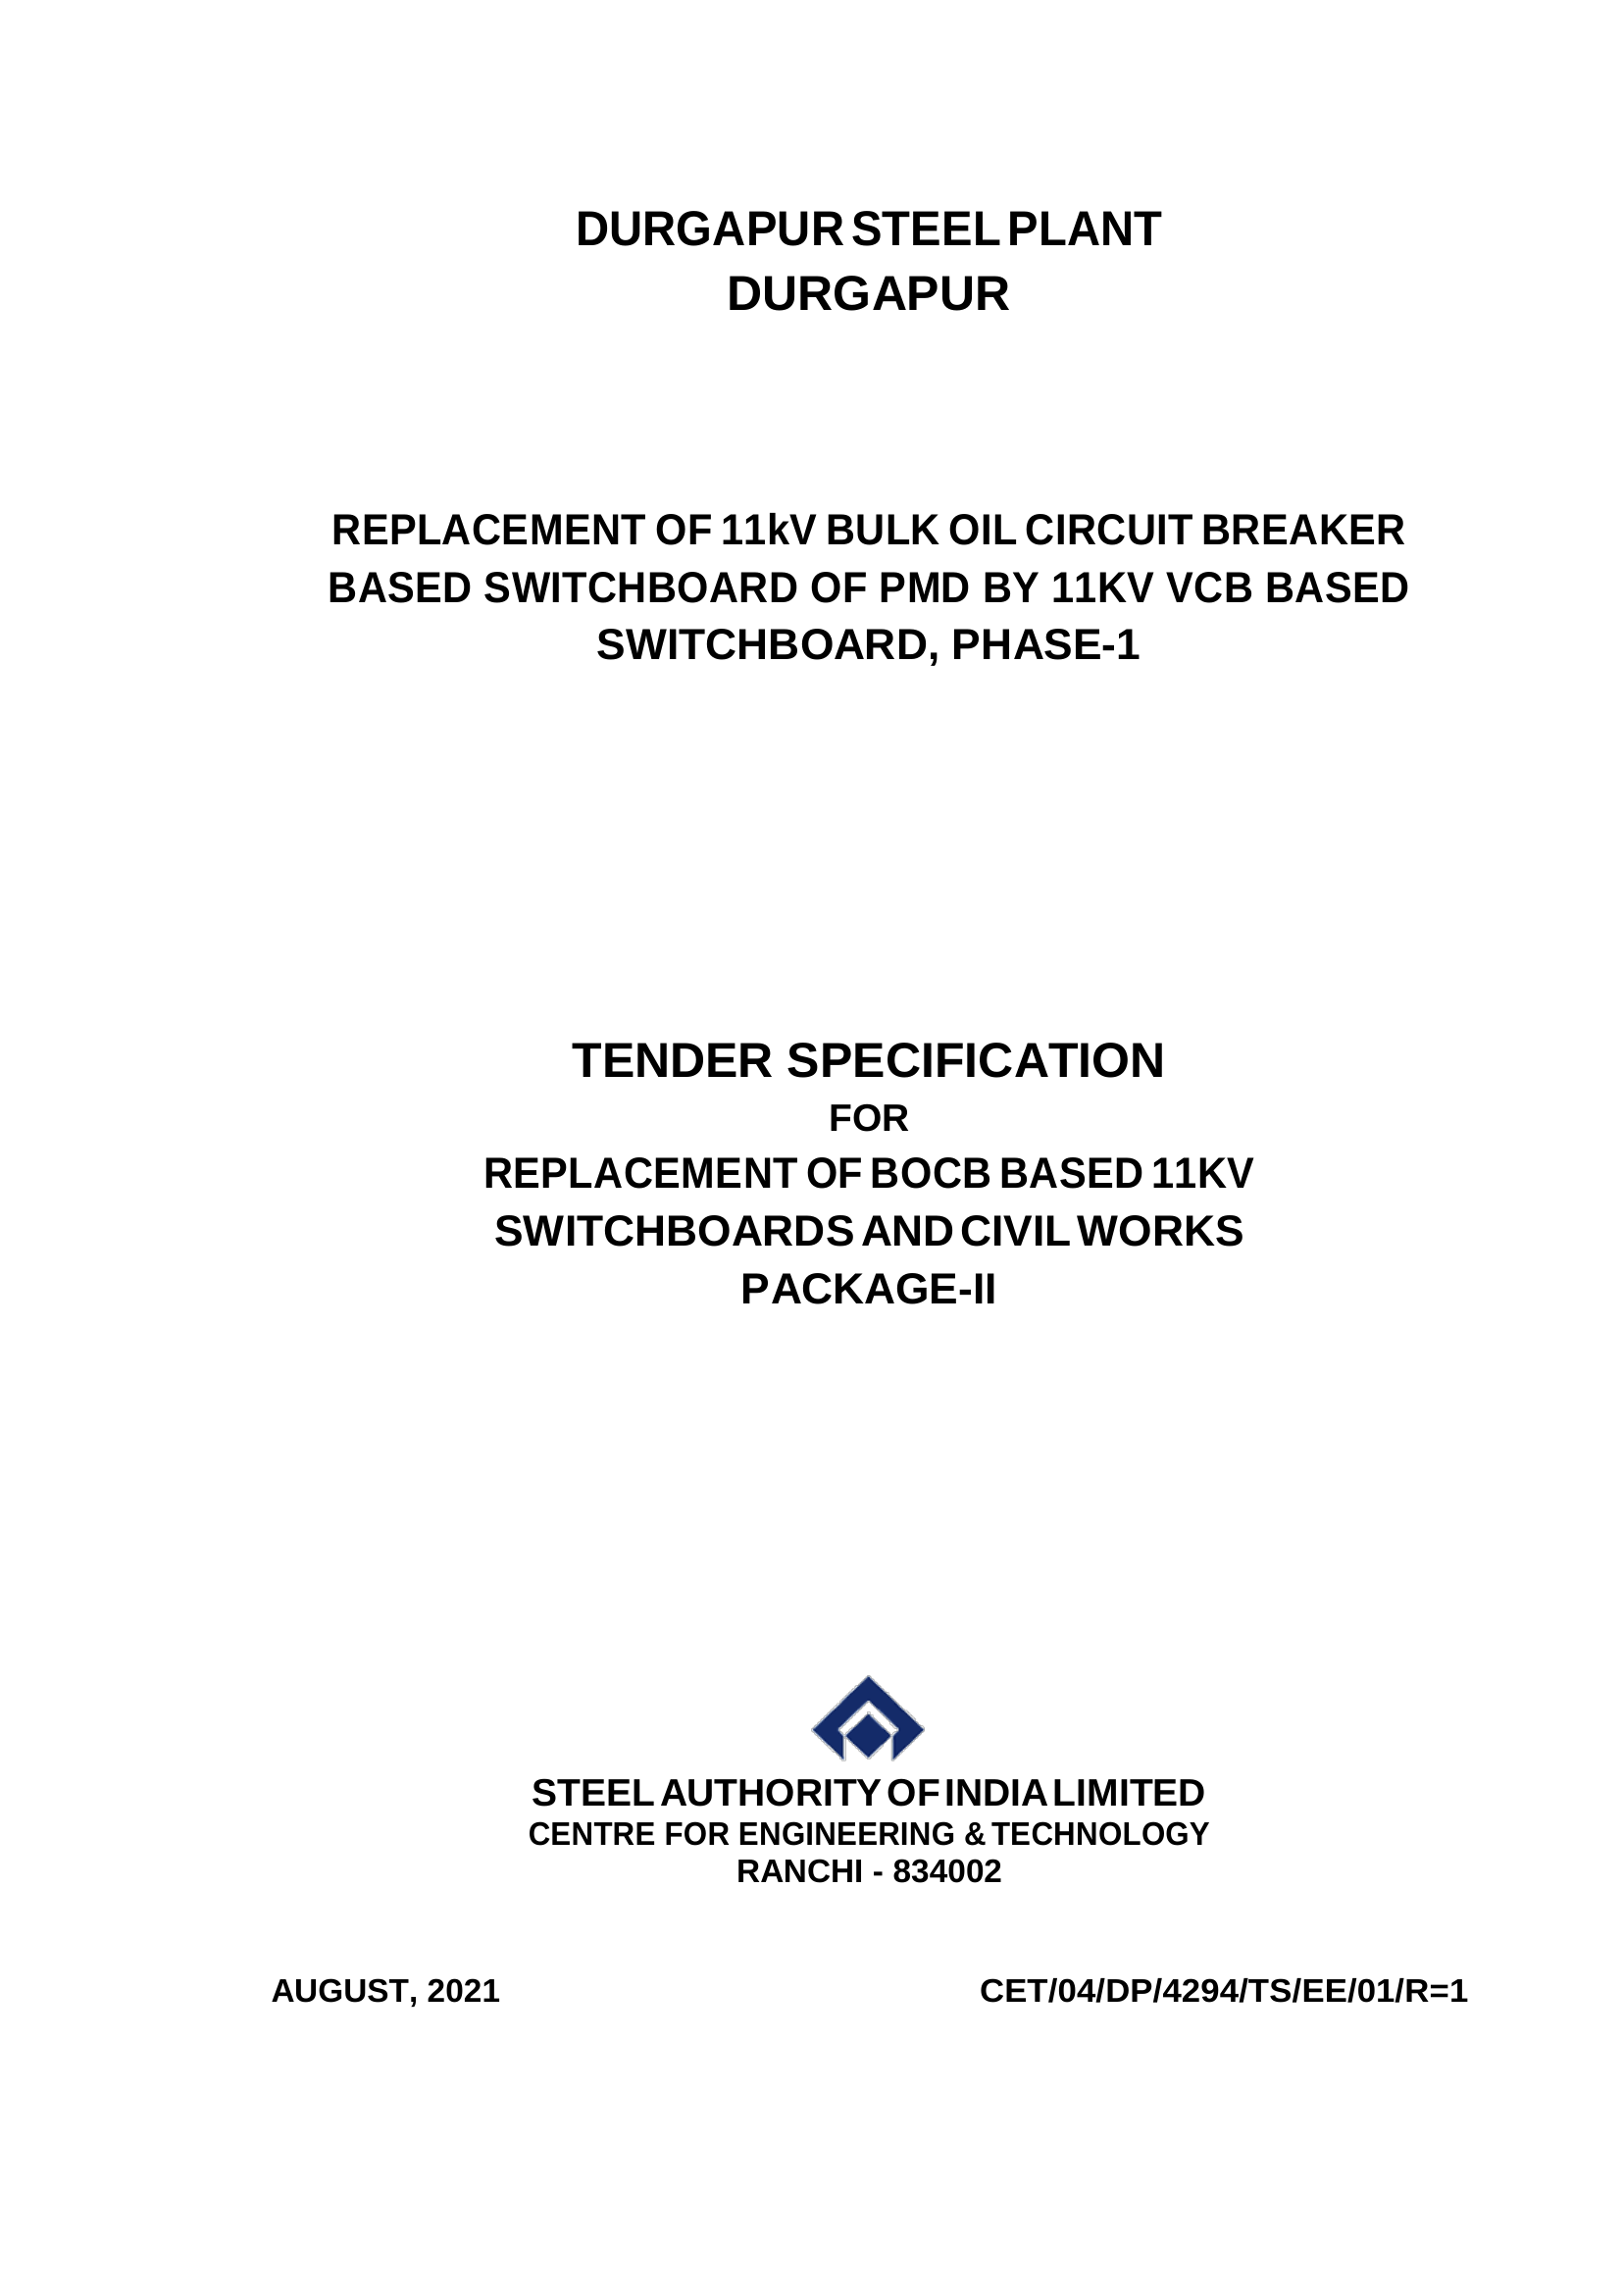 DURGAPUR STEEL PLANT
DURGAPUR
REPLACEMENT OF 11kV BULK OIL CIRCUIT BREAKER
BASED SWITCHBOARD OF PMD BY 11KV VCB BASED
SWITCHBOARD, PHASE-1
TENDER SPECIFICATION
FOR
REPLACEMENT OF BOCB BASED 11KV
SWITCHBOARDS AND CIVIL WORKS
PACKAGE-II
STEEL AUTHORITY OF INDIA LIMITED
CENTRE FOR ENGINEERING & TECHNOLOGY
RANCHI - 834002
AUGUST, 2021 CET/04/DP/4294/TS/EE/01/R=1